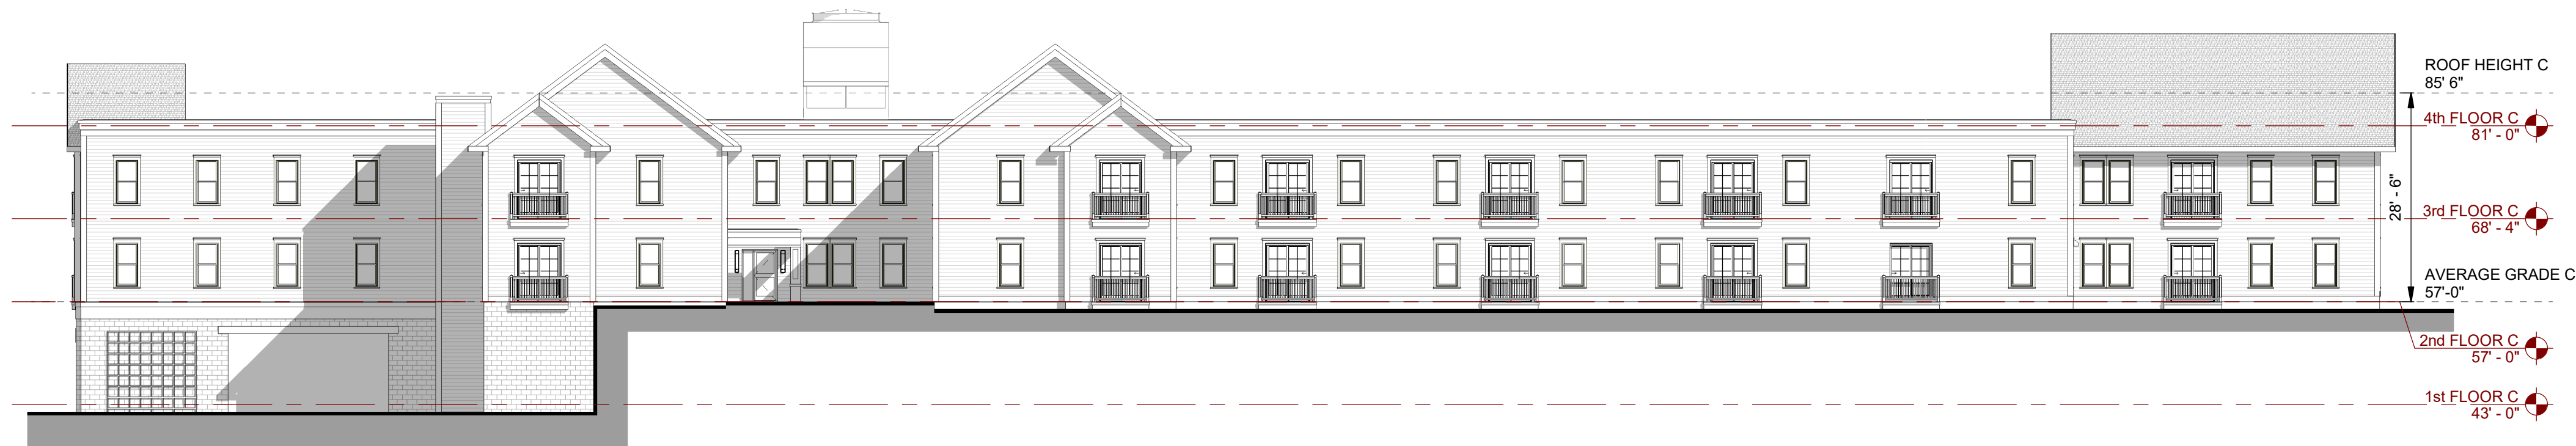 ROOF HEIGHT C
85' 6"
4th FLOOR C
81' - 0"
28' - 6"
3rd FLOOR C
68' - 4"
AVERAGE GRADE C
57'-0"
2nd FLOOR C
57' - 0"
1st FLOOR C
43' - 0"